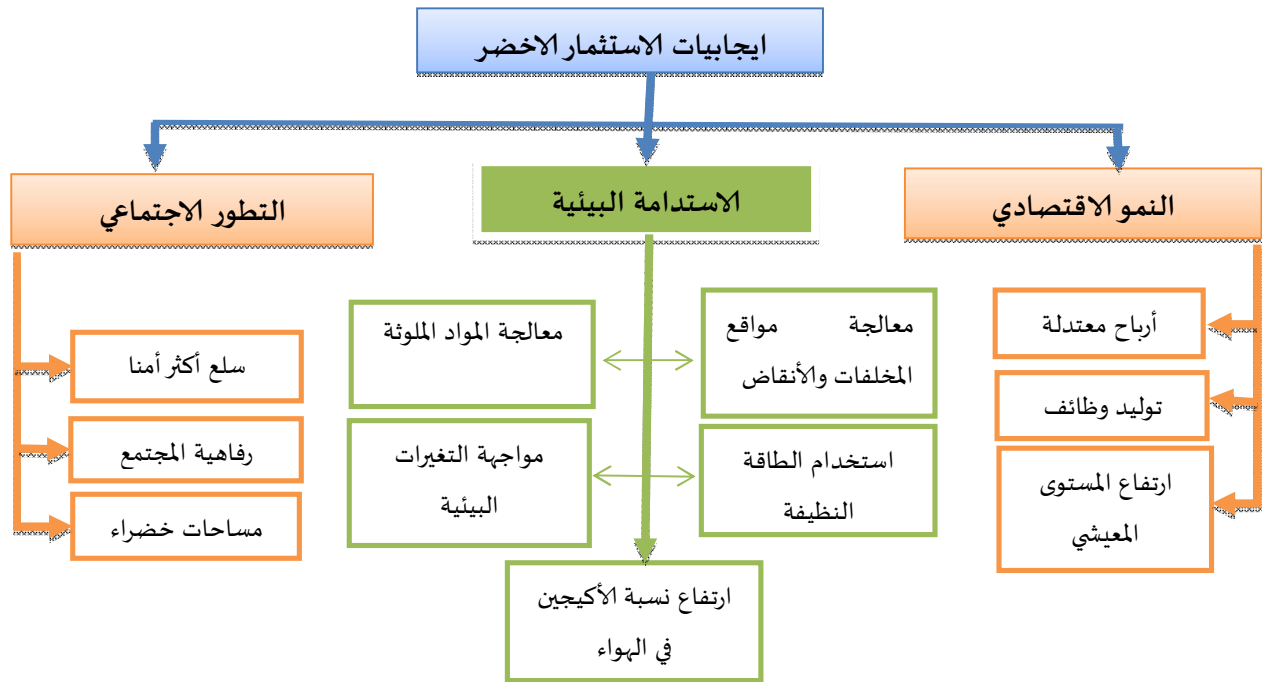 ايجابيات الاستثمار الاخضر
النمو الاقتصادي
الاستدامة البيئية
التطور الاجتماعي
أرباح معتدلة
توليد وظائف
ارتفاع المستوى
المعيشي
معالجة مواقع
المخلفات والأنقاض
معالجة المواد الملوثة
استخدام الطاقة
النظيفة
مواجهة التغيرات
البيئية
ارتفاع نسبة الأكيجين
في الهواء
سلع أكثر أمنا
رفاهية المجتمع
مساحات خضراء